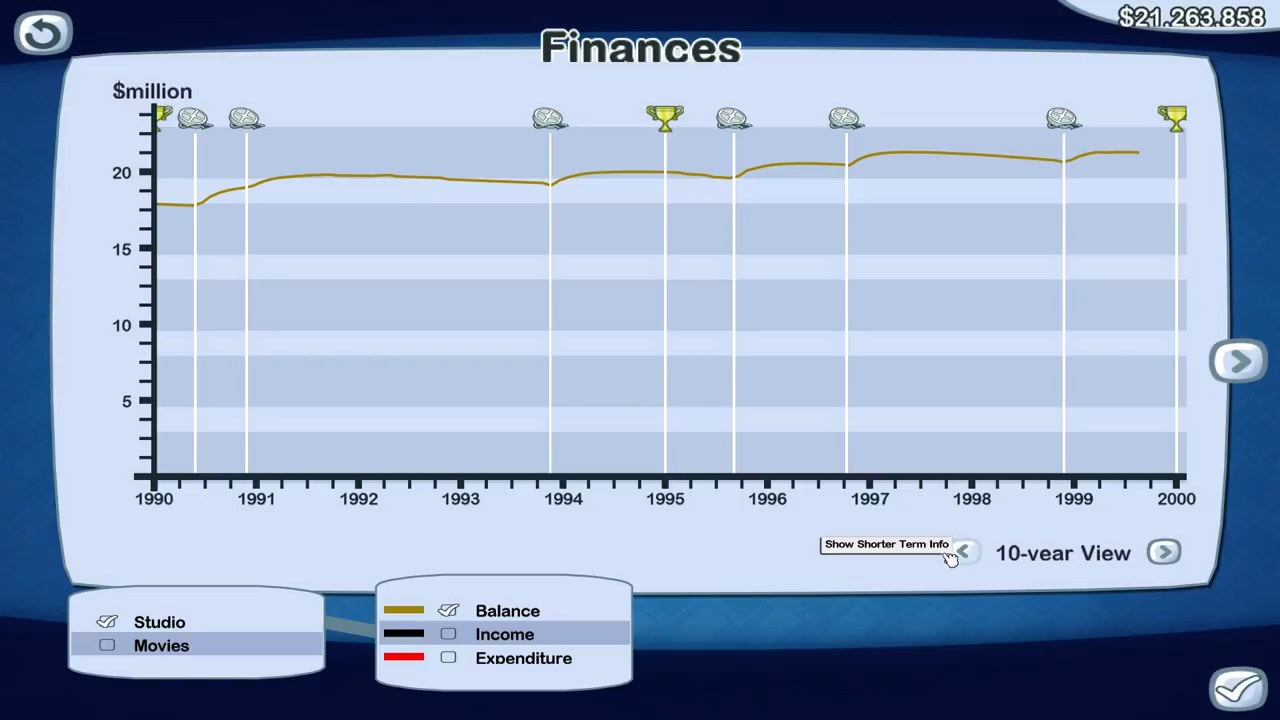 $21.263.858
Finances
$million
20
15
10
5
1990 1991 1992 1993 1994 1995 1996 1997 1998 1999 2000
Show Shorter Term Info
10-year View
Studio
Movies
Balance
Income
Expenditure